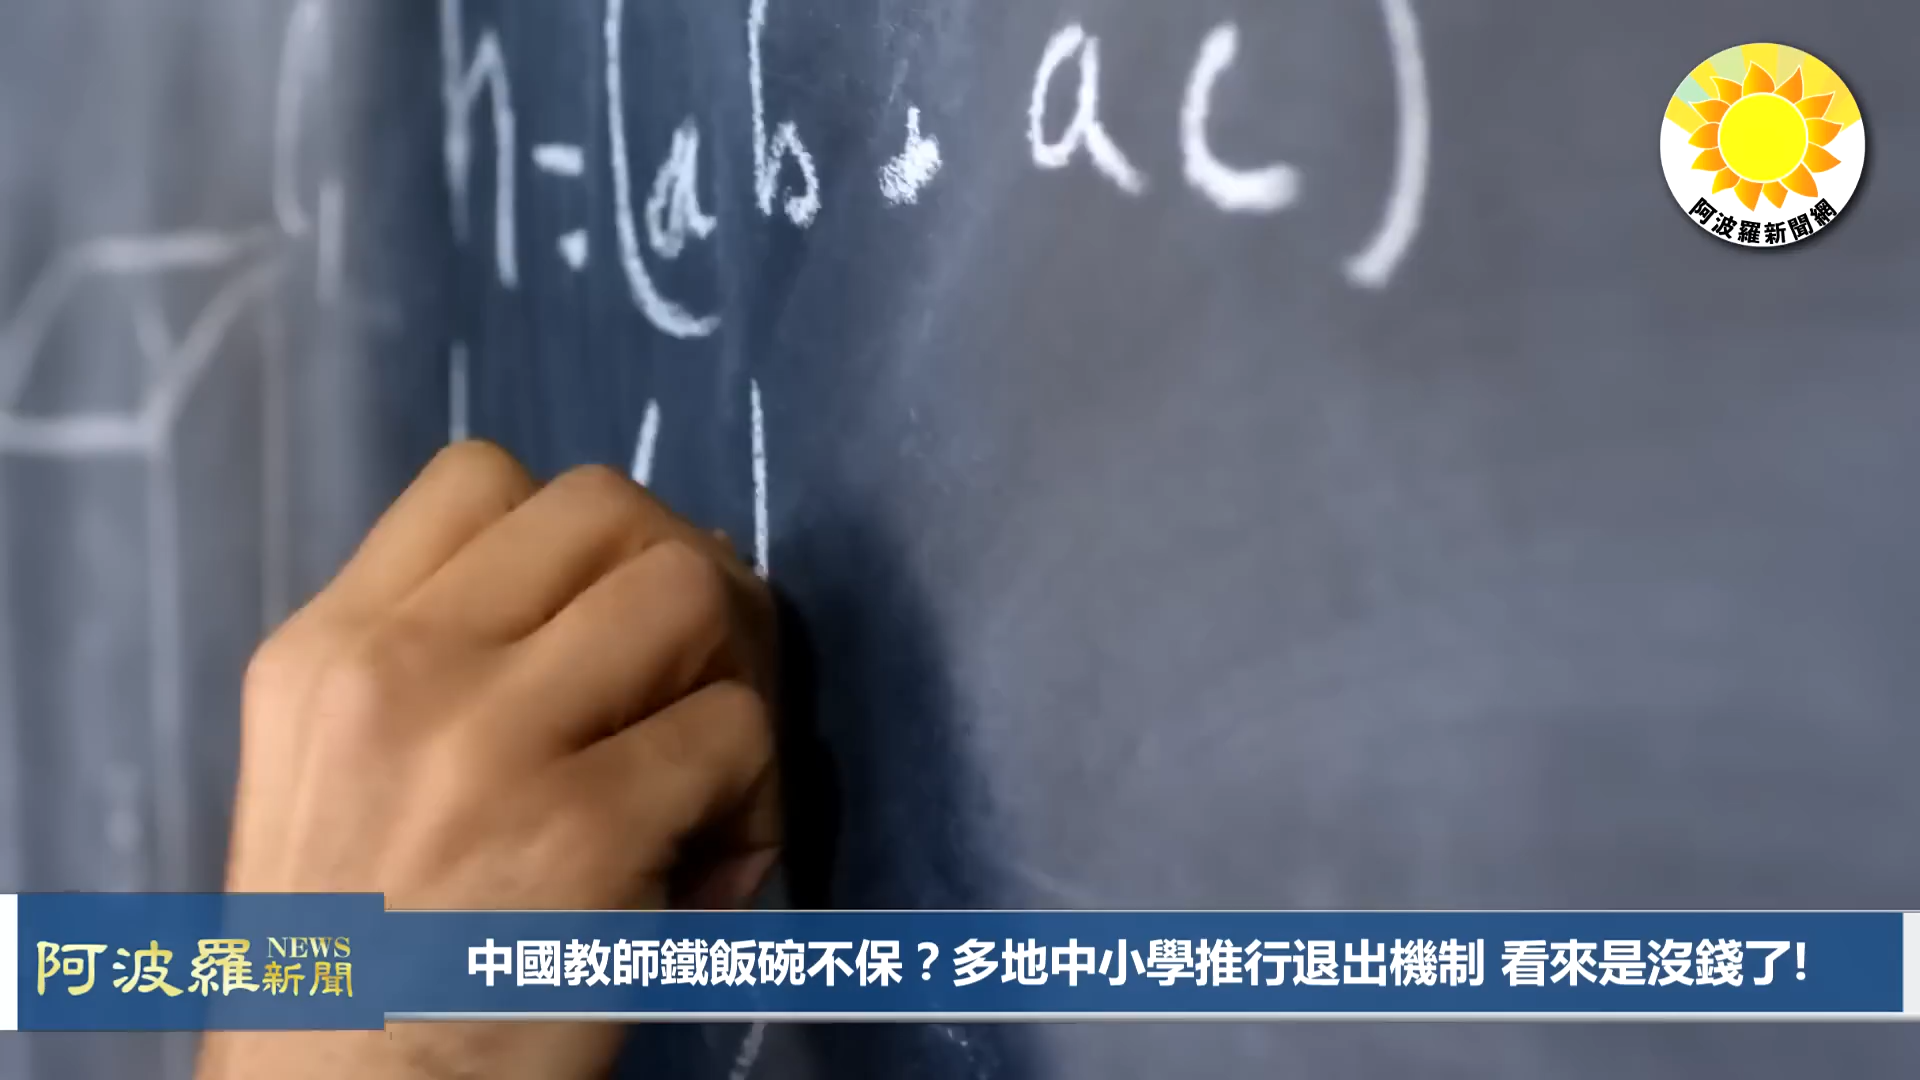 h = (ab · ac)
阿波羅新聞網
阿波羅 NEWS 新聞
中國教師鐵飯碗不保？多地中小學推行退出機制 看來是沒錢了!